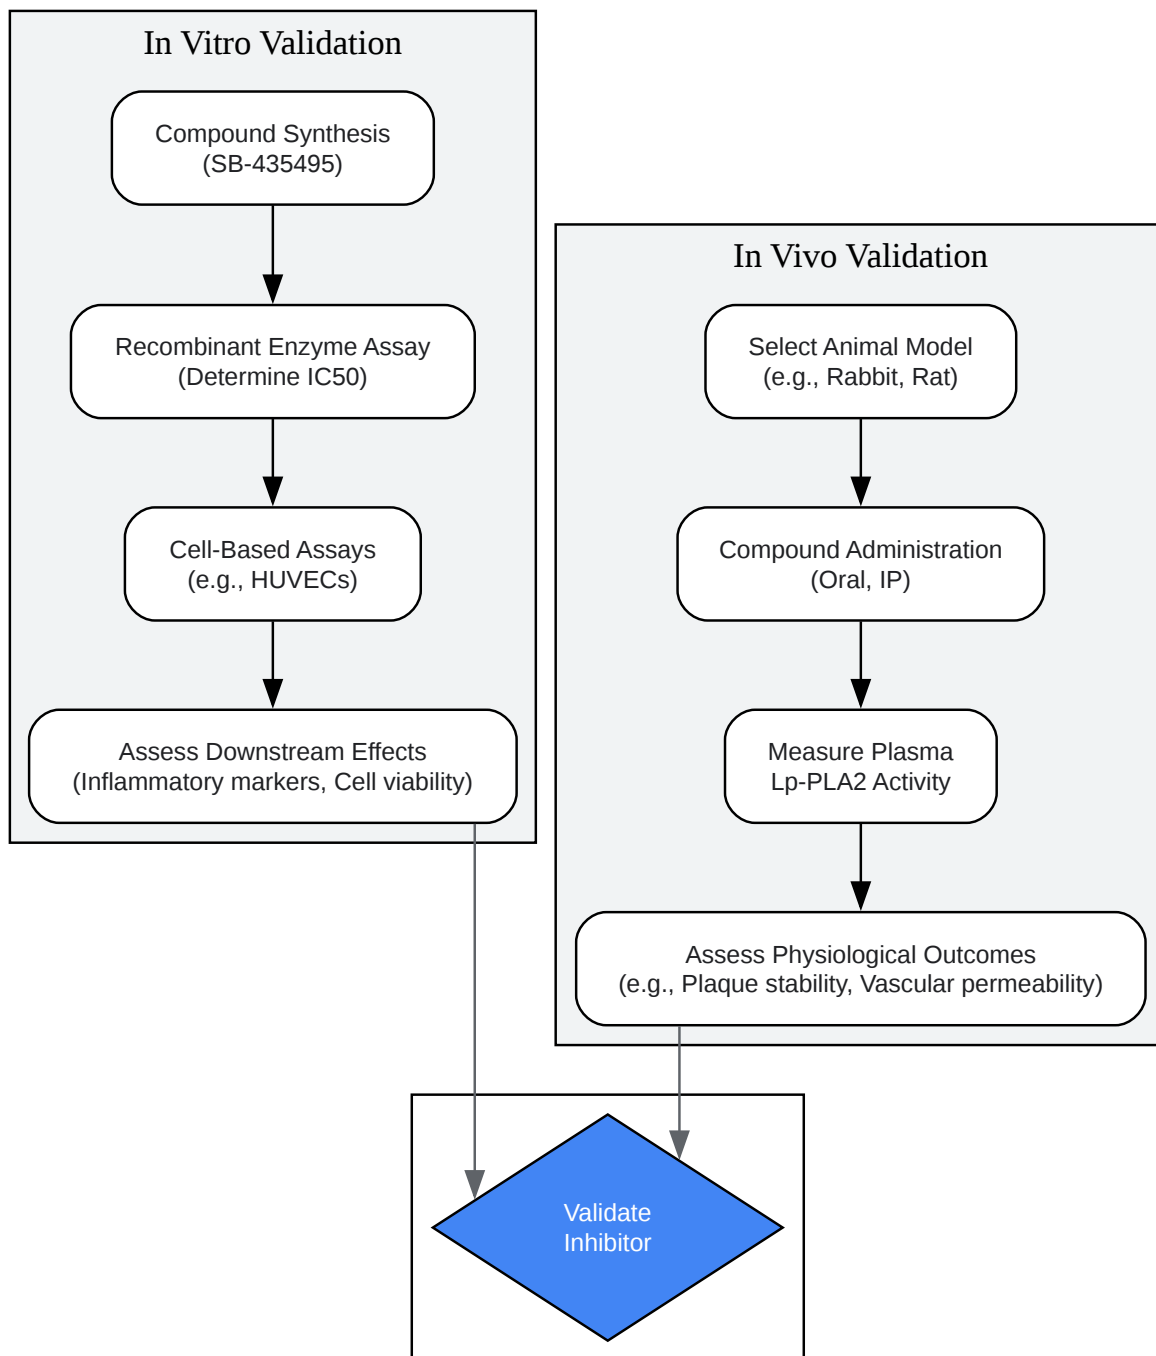 In Vitro Validation
Compound Synthesis
(SB-435495)
Recombinant Enzyme Assay
(Determine IC50)
Cell-Based Assays
(e.g., HUVECs)
Assess Downstream Effects
(Inflammatory markers, Cell viability)
In Vivo Validation
Select Animal Model
(e.g., Rabbit, Rat)
Compound Administration
(Oral, IP)
Measure Plasma
Lp-PLA2 Activity
Assess Physiological Outcomes
(e.g., Plaque stability, Vascular permeability)
Validate
Inhibitor